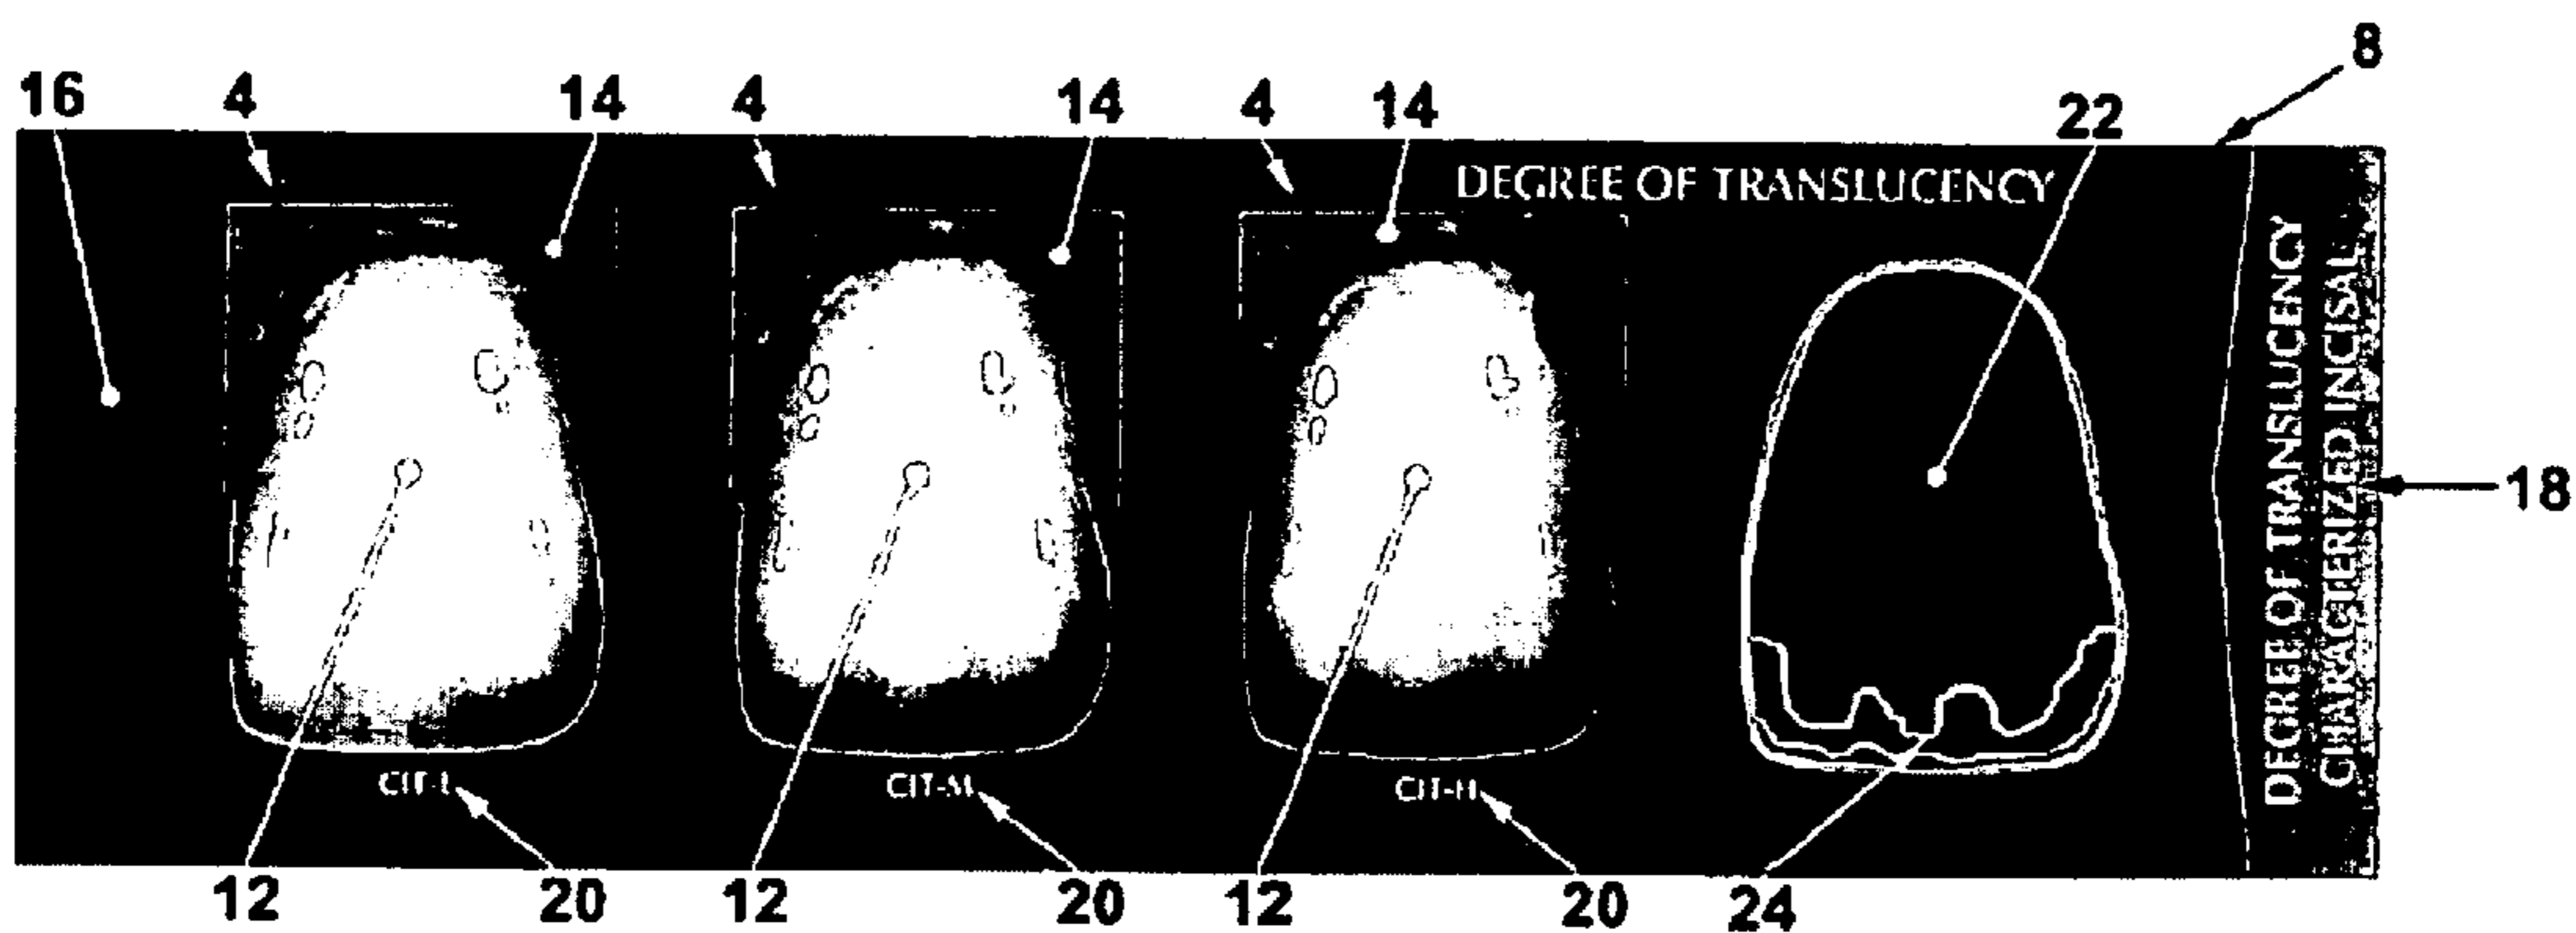 8
16 4 14 4 14 4 14 22
DEGREE OF TRANSLUCENCY
DEGREE OF TRANSLUCENCY
CHARACTERIZED INCISAL
18
CIT-L CIT-M CIT-H
12 20 12 20 12 20 24